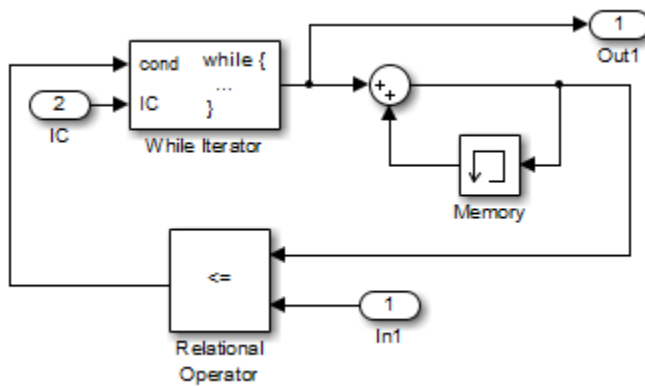 1
Out1
cond while {
...
IC }
While Iterator
2
IC
++
Memory
<=
Relational
Operator
1
In1